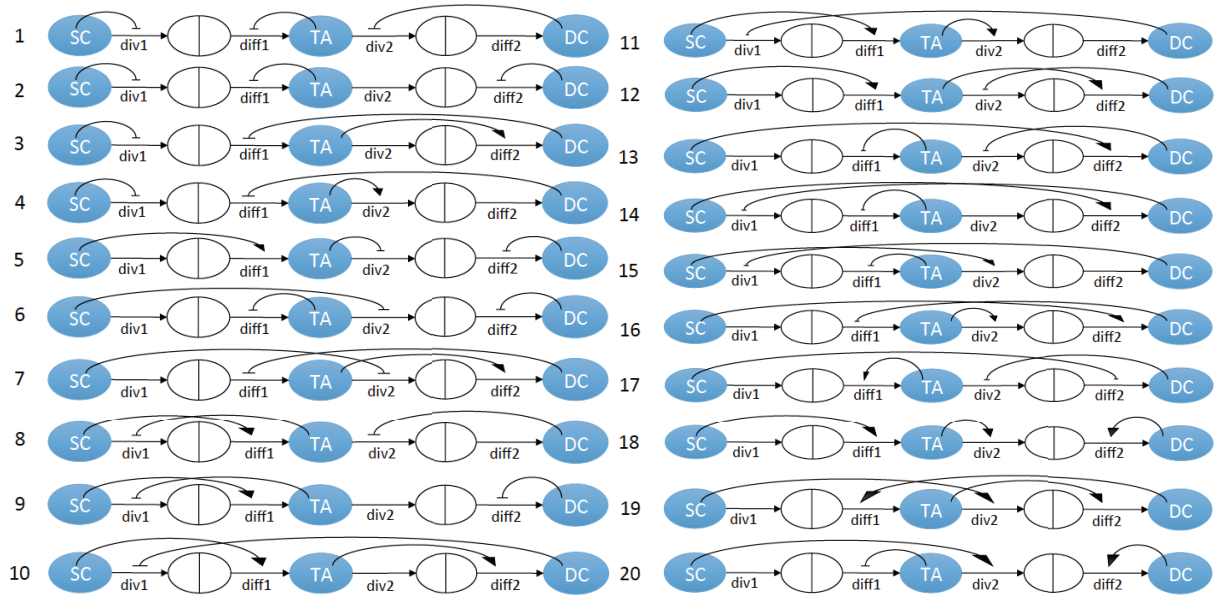 1 SC div1 diff1 TA div2 diff2 DC
2 SC div1 diff1 TA div2 diff2 DC
3 SC div1 diff1 TA div2 diff2 DC
4 SC div1 diff1 TA div2 diff2 DC
5 SC div1 diff1 TA div2 diff2 DC
6 SC div1 diff1 TA div2 diff2 DC
7 SC div1 diff1 TA div2 diff2 DC
8 SC div1 diff1 TA div2 diff2 DC
9 SC div1 diff1 TA div2 diff2 DC
10 SC div1 diff1 TA div2 diff2 DC
11 SC div1 diff1 TA div2 diff2 DC
12 SC div1 diff1 TA div2 diff2 DC
13 SC div1 diff1 TA div2 diff2 DC
14 SC div1 diff1 TA div2 diff2 DC
15 SC div1 diff1 TA div2 diff2 DC
16 SC div1 diff1 TA div2 diff2 DC
17 SC div1 diff1 TA div2 diff2 DC
18 SC div1 diff1 TA div2 diff2 DC
19 SC div1 diff1 TA div2 diff2 DC
20 SC div1 diff1 TA div2 diff2 DC